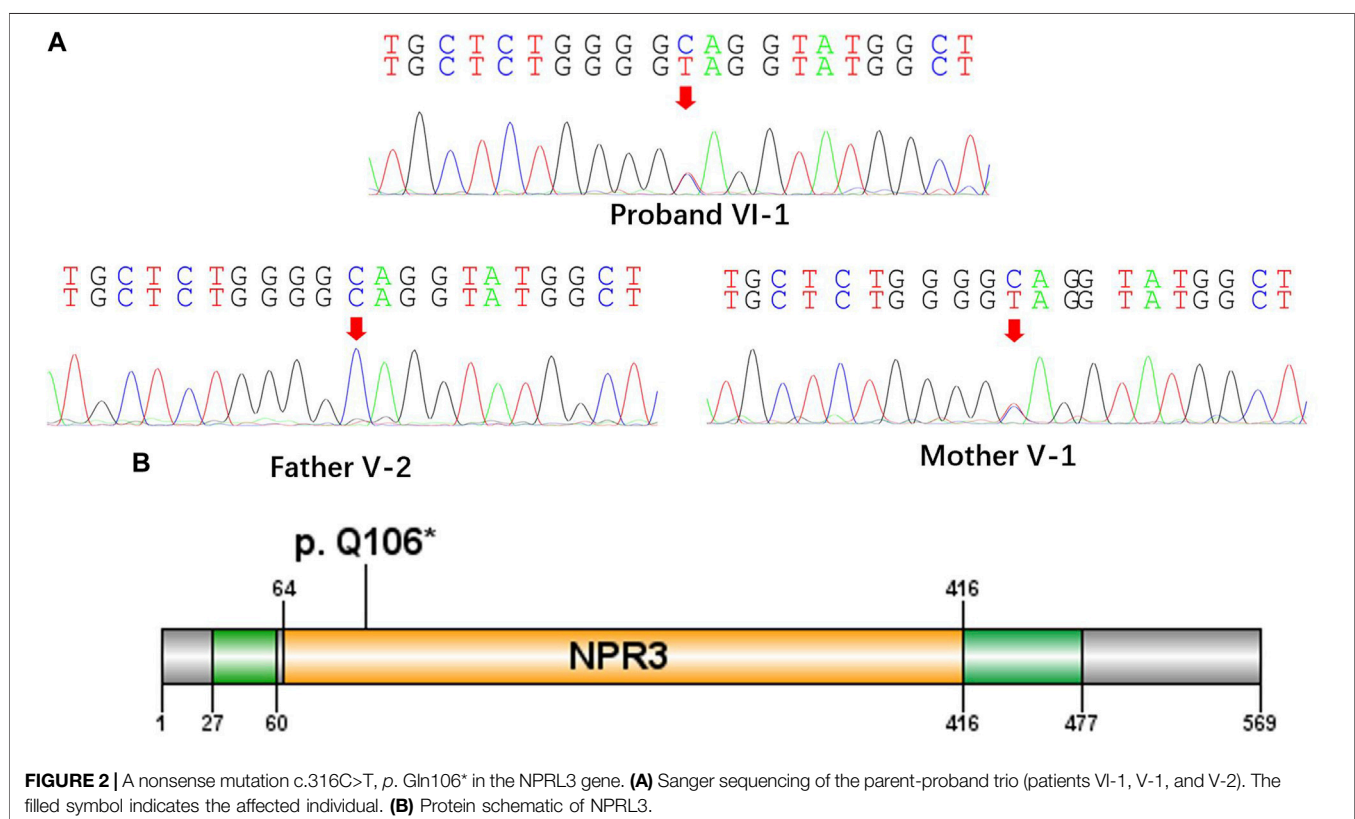 A
T G C T C T G G G G C A G G T A T G G C T
T G C T C T G G G G T A G G T A T G G C T
Proband VI-1
T G C T C T G G G G C A G G T A T G G C T
T G C T C T G G G G C A G G T A T G G C T
T G C T C T G G G G C A G G T A T G G C T
T G C T C T G G G G T A G G T A T G G C T
Father V-2
Mother V-1
B
p. Q106*
64 416
NPR3
1 27 60 416 477 569
FIGURE 2 | A nonsense mutation c.316C>T, p. Gln106* in the NPRL3 gene. (A) Sanger sequencing of the parent-proband trio (patients VI-1, V-1, and V-2). The
filled symbol indicates the affected individual. (B) Protein schematic of NPRL3.